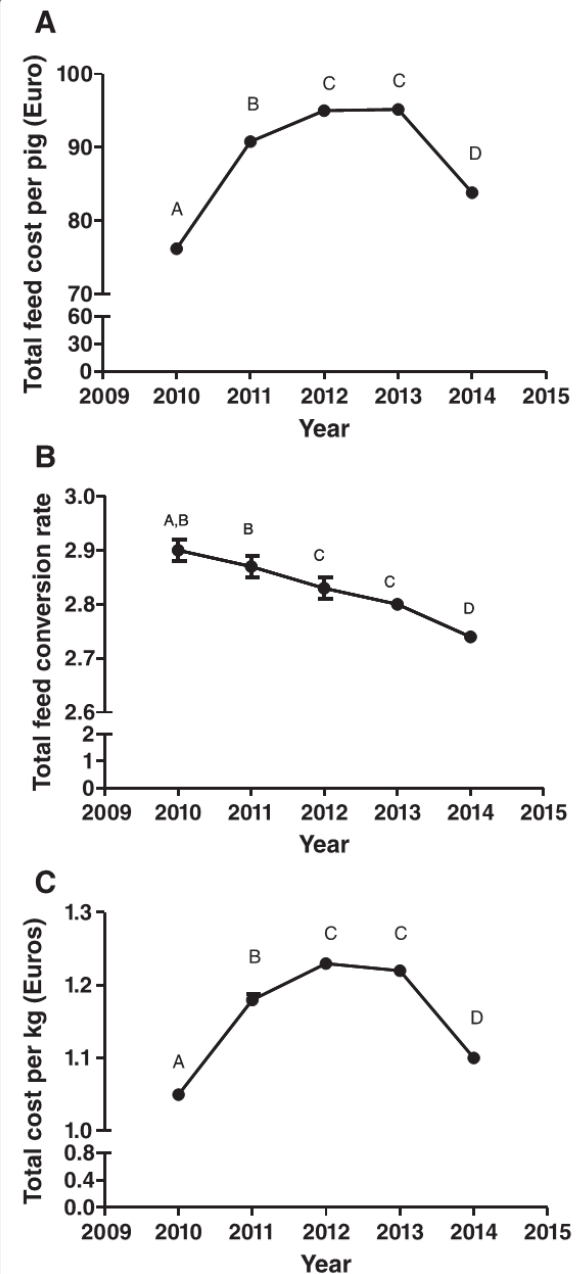 A
Total feed cost per pig (Euro)
100
C
C
B
90
D
A
80
70
60
30
0
2009 2010 2011 2012 2013 2014 2015
Year
B
Total feed conversion rate
3.0
A,B
B
2.9
C
C
D
2.8
2.7
2.6
2
1
0
2009 2010 2011 2012 2013 2014 2015
Year
C
Total cost per kg (Euros)
1.3
C
C
B
1.2
D
A
1.1
1.0
0.8
0.4
0.0
2009 2010 2011 2012 2013 2014 2015
Year